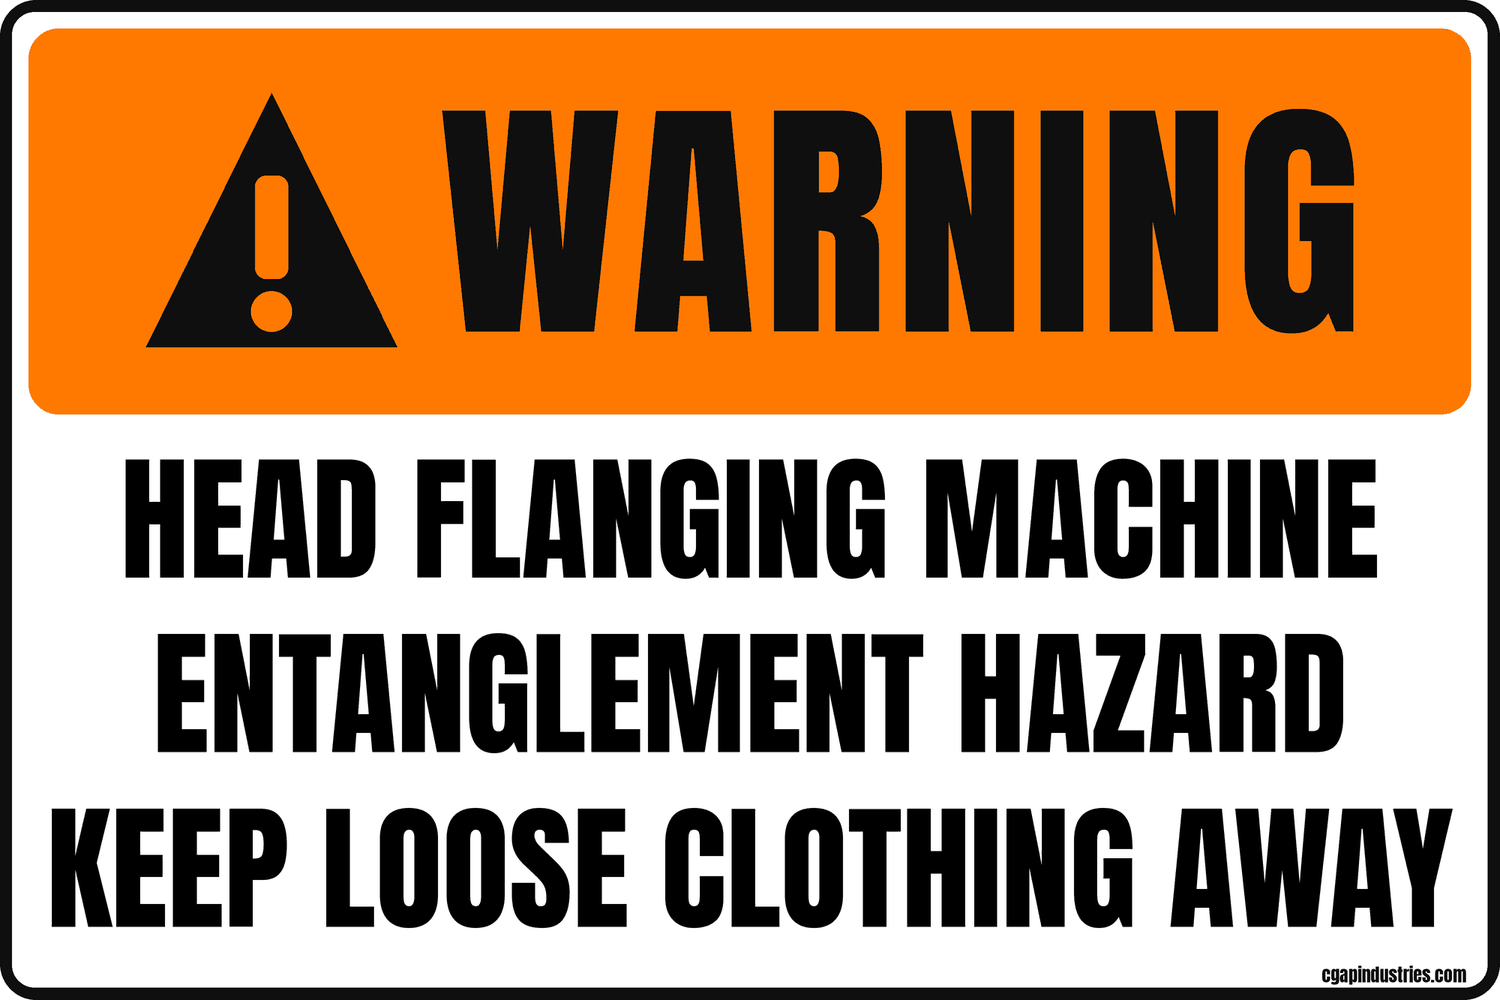 WARNING
HEAD FLANGING MACHINE
ENTANGLEMENT HAZARD
KEEP LOOSE CLOTHING AWAY
cgapindustries.com